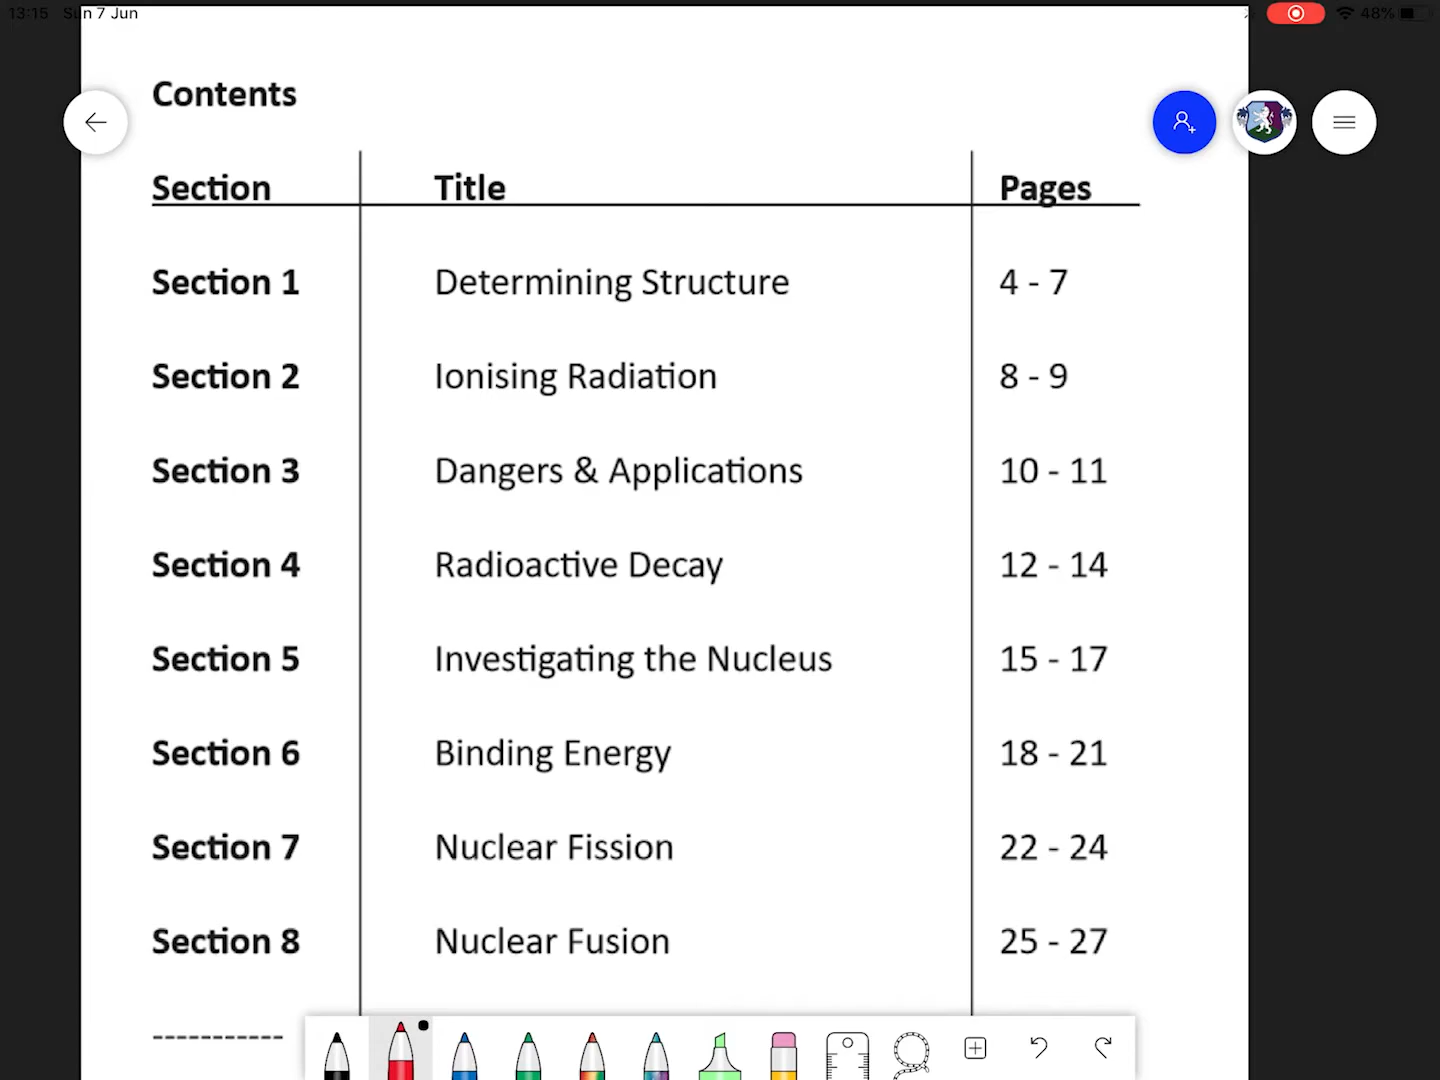 13:15 Sun 7 Jun 48%
Contents
Section Title Pages
Section 1 Determining Structure 4 - 7
Section 2 Ionising Radiation 8 - 9
Section 3 Dangers & Applications 10 - 11
Section 4 Radioactive Decay 12 - 14
Section 5 Investigating the Nucleus 15 - 17
Section 6 Binding Energy 18 - 21
Section 7 Nuclear Fission 22 - 24
Section 8 Nuclear Fusion 25 - 27
-----------